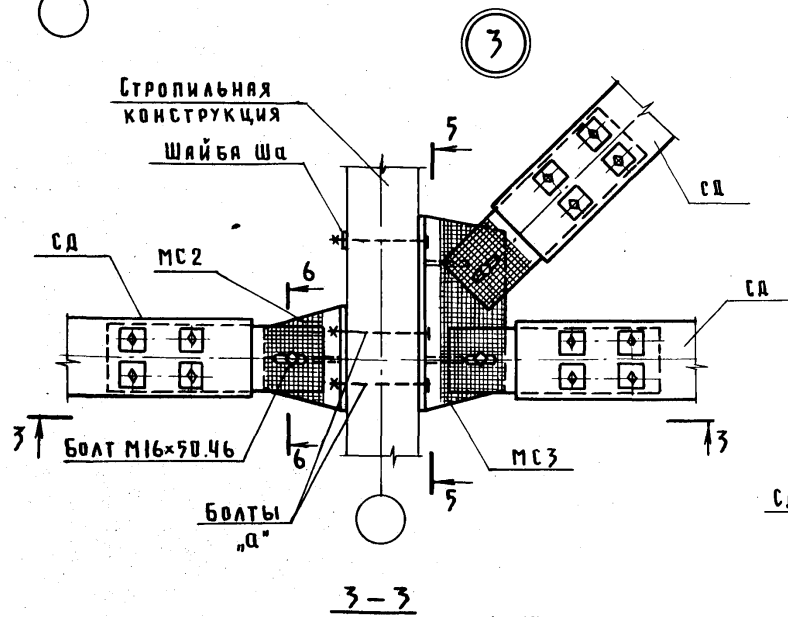 3
Стропильная
конструкция
Шайба Ша
5
СД
СД
МС2
6
СД
3
Болт М16×50.46
6
МС3
3
5
Болты
„а“
3 – 3